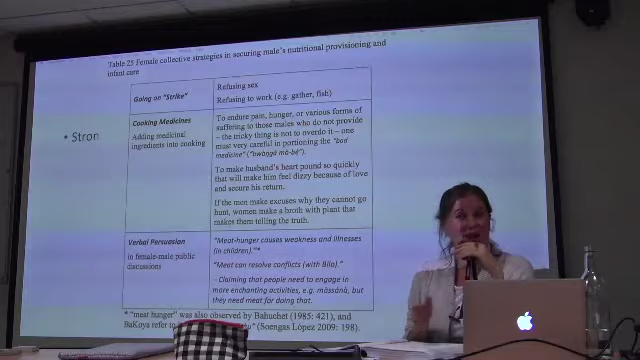 Table 25 Female collective strategies in securing male's nutritional provisioning and
infant care
Going on "Strike"
Refusing sex
Refusing to work (e.g. gather, fish)
• Stron
Cooking Medicines
Adding medicinal
ingredients into cooking
To endure pain, hunger, or various forms of
suffering to those males who do not provide
– the tricky thing is not to overdo it – one
must very careful in portioning the "bad
medicine" ("bwàngà mà-bé").
To make husband's heart pound so quickly
that will make him feel dizzy because of love
and secure his return.
If the men make excuses why they cannot go
hunt, women make a broth with plant that
makes them telling the truth.
Verbal Persuasion
in female-male public
discussions
"Meat-hunger causes weakness and illnesses
(in children)."*
"Meat can resolve conflicts (with Bilo)."
– Claiming that people need to engage in
more enchanting activities, e.g. màssànà, but
they need meat for doing that.
* "meat hunger" was also observed by Bahuchet (1985: 421), and
BaKoya refer to (Soengas López 2009: 198).